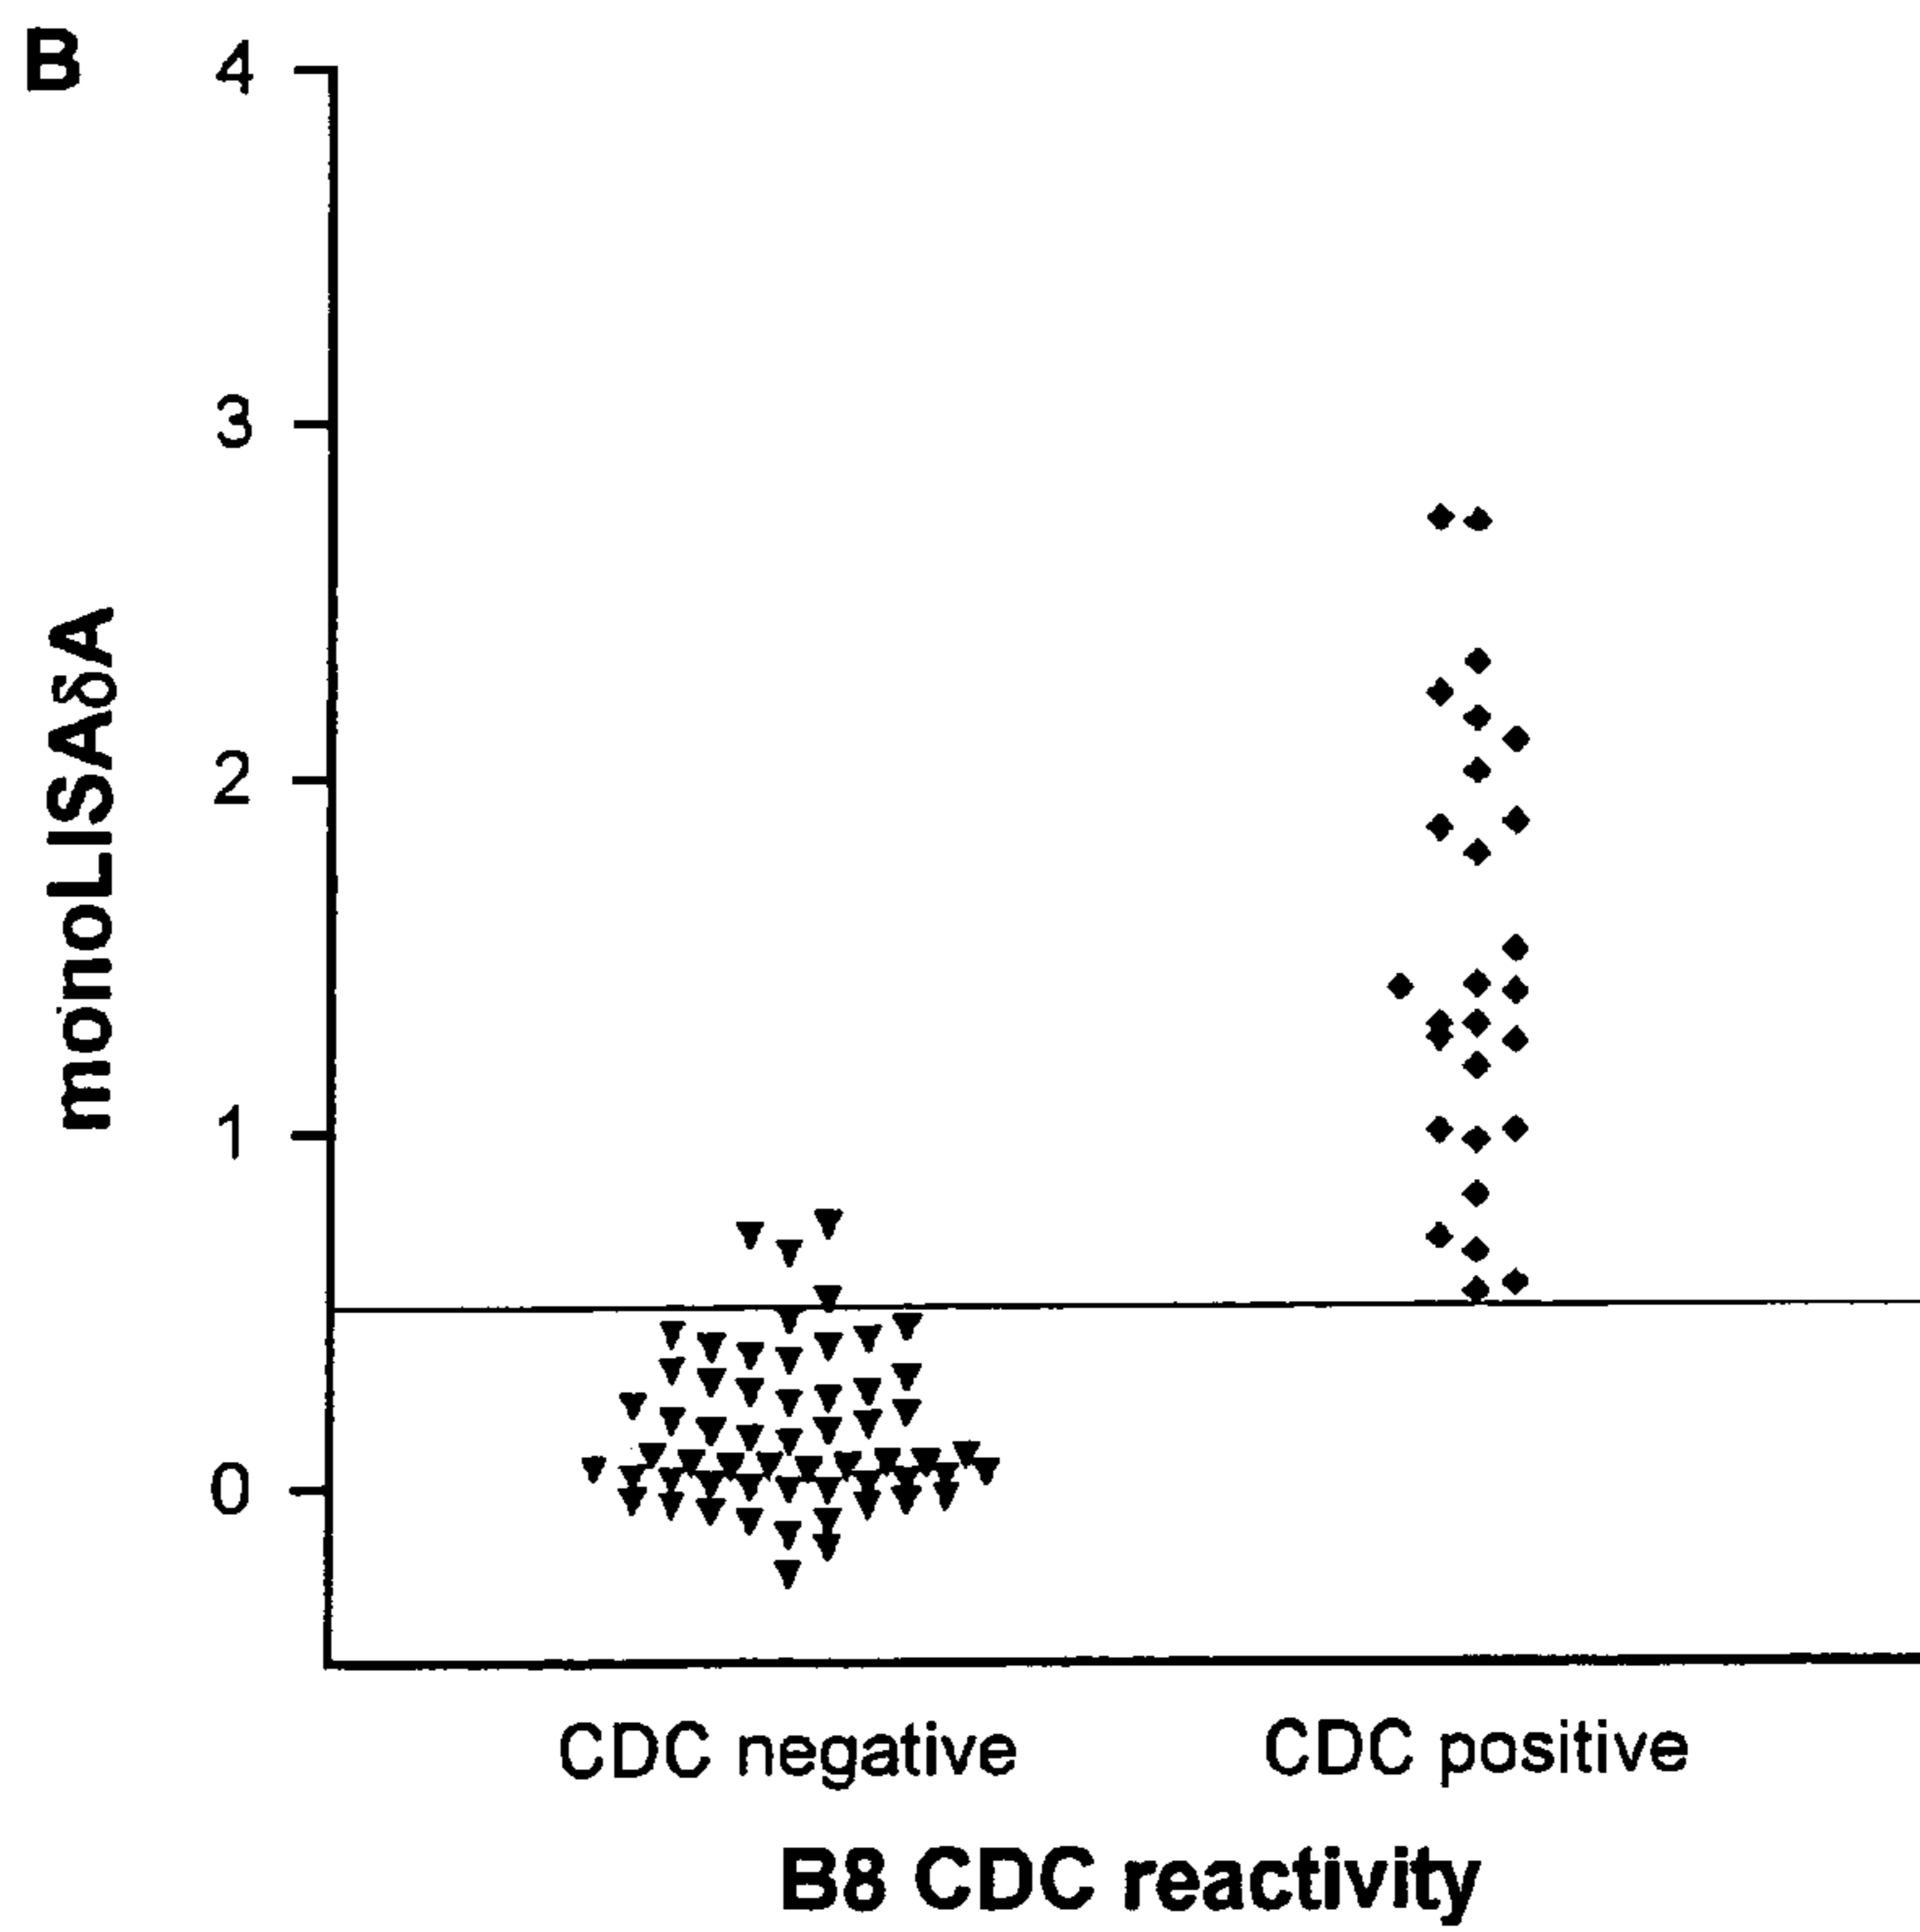 B
4
3
2
1
0
monoLISAδA
CDC negative
CDC positive
B8 CDC reactivity